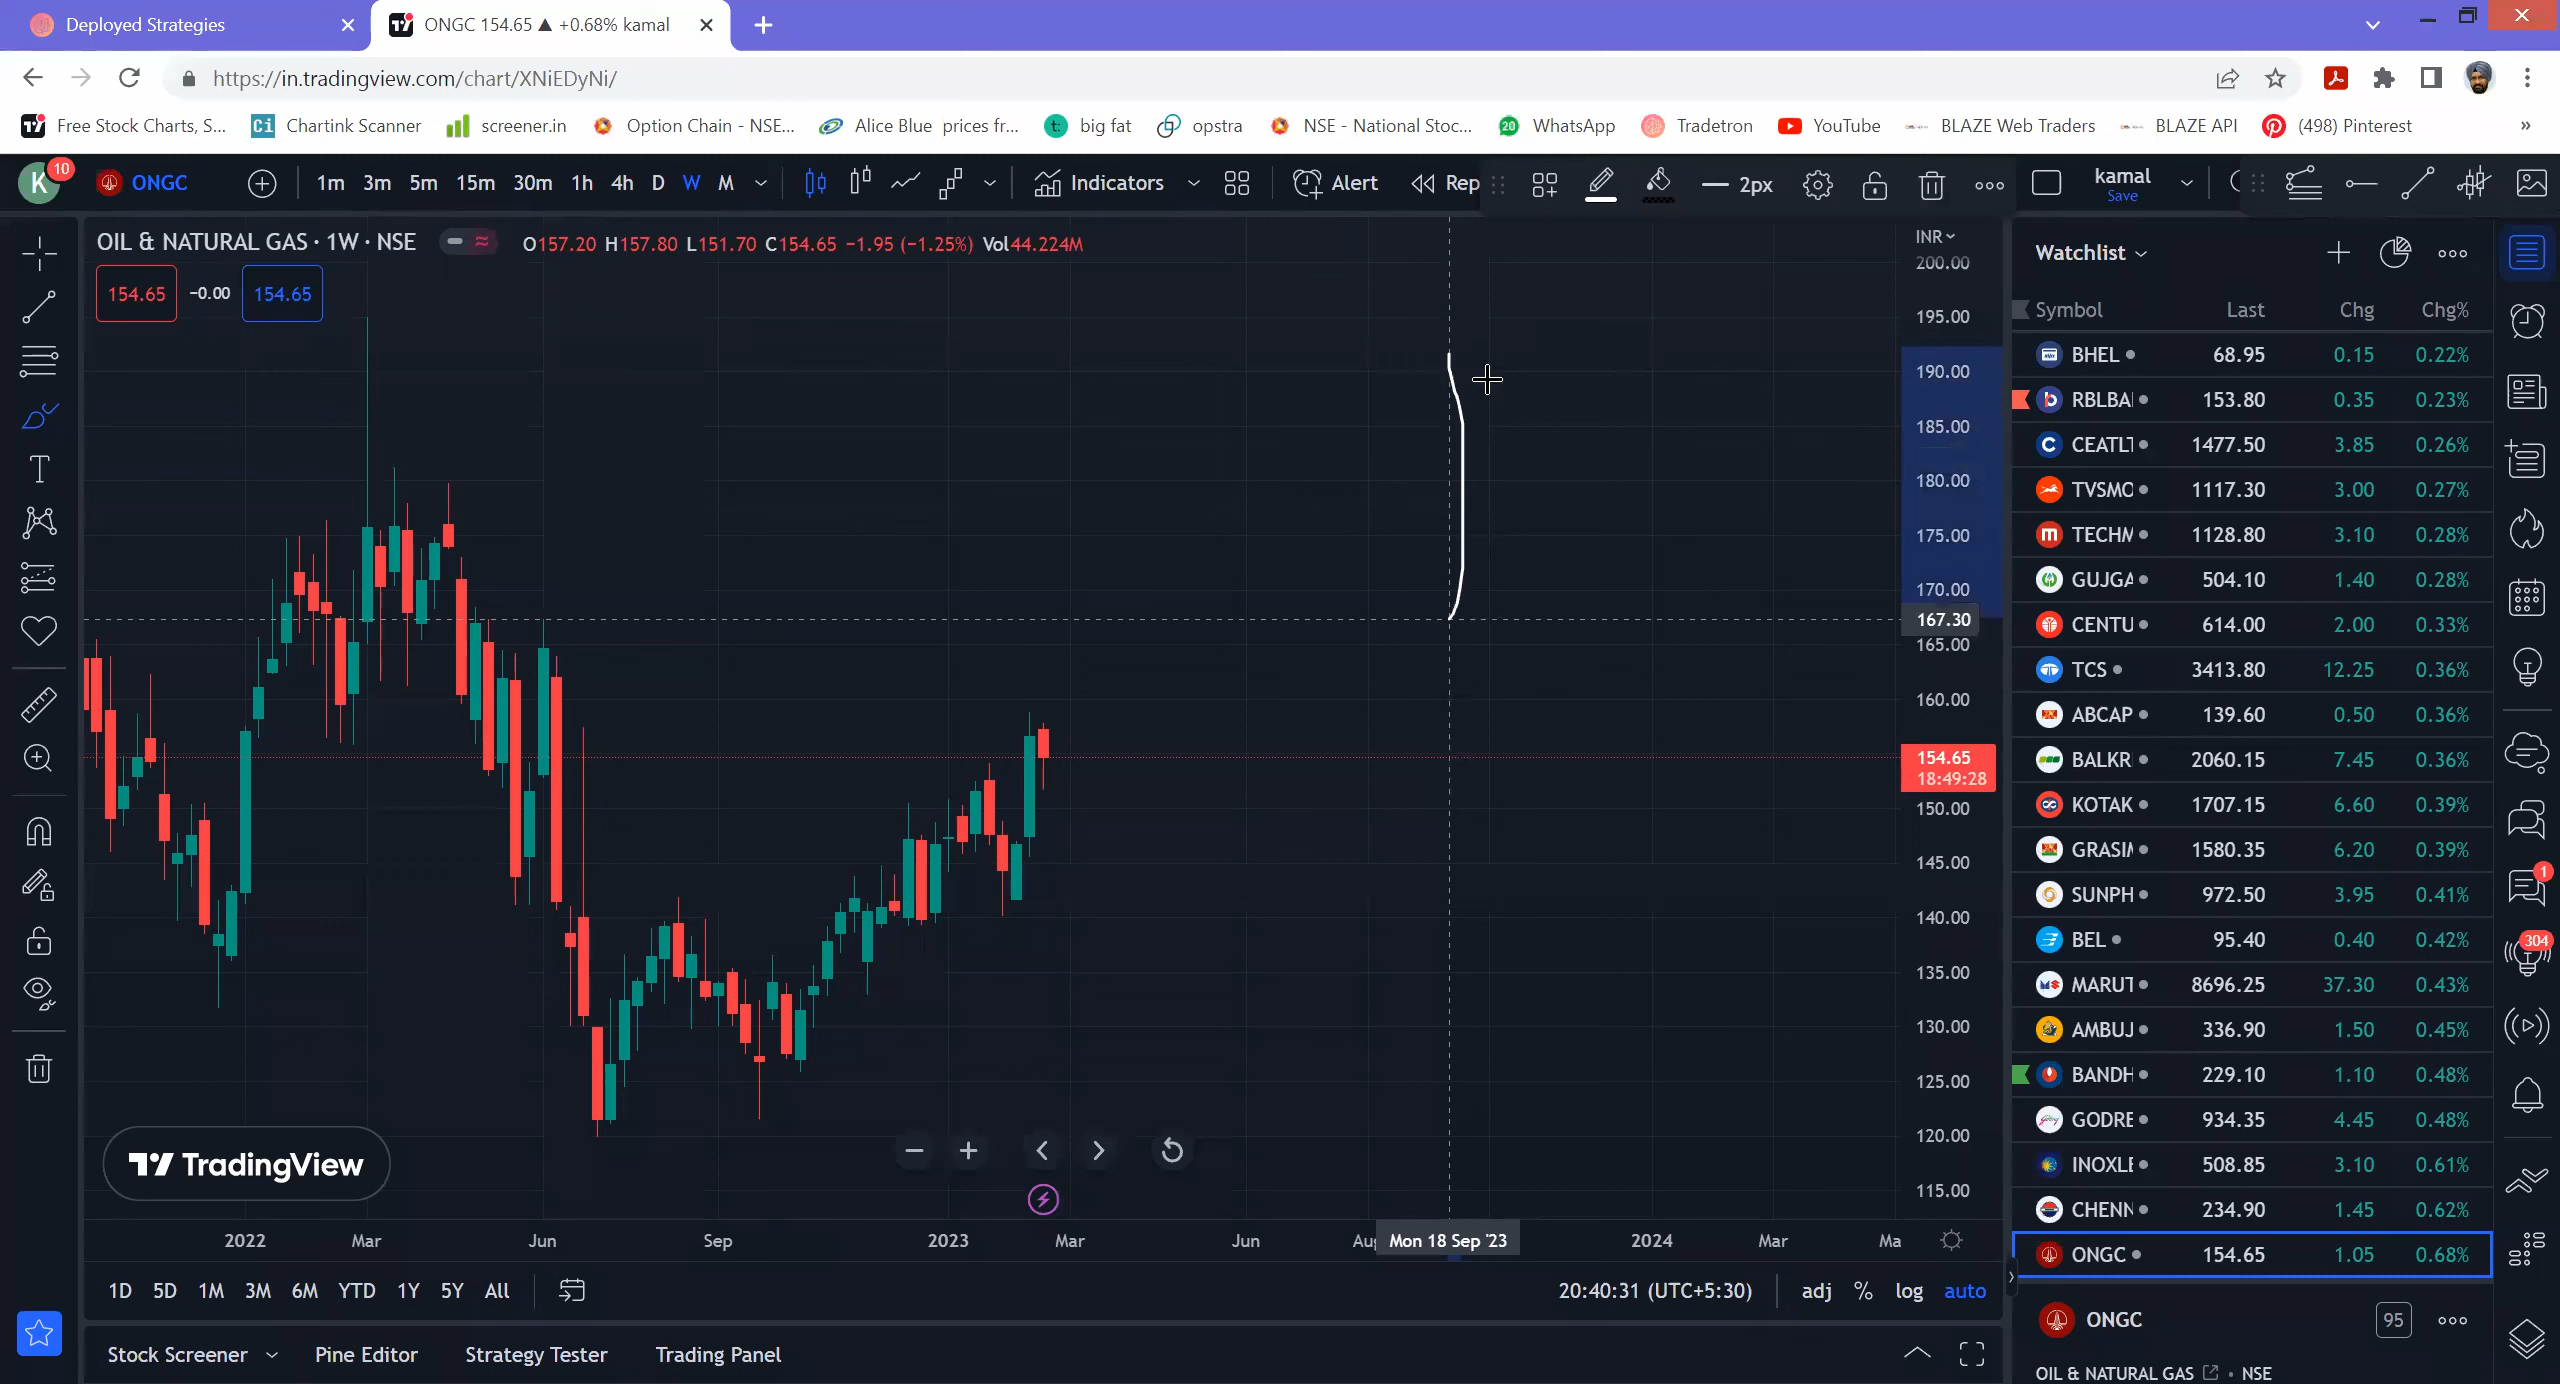 Deployed Strategies
ONGC 154.65 ▲ +0.68% kamal
https://in.tradingview.com/chart/XNiEDyNi/
Free Stock Charts, S... Chartink Scanner screener.in Option Chain - NSE... Alice Blue prices fr... big fat opstra NSE - National Stoc... WhatsApp Tradetron YouTube BLAZE Web Traders BLAZE API (498) Pinterest »
K 10 ONGC 1m 3m 5m 15m 30m 1h 4h D W M Indicators Alert Rep 2px kamal
Save
OIL & NATURAL GAS · 1W · NSE O157.20 H157.80 L151.70 C154.65 −1.95 (−1.25%) Vol44.224M
154.65 −0.00 154.65
INR
200.00
195.00
190.00
185.00
180.00
175.00
170.00
167.30
165.00
160.00
154.65
18:49:28
150.00
145.00
140.00
135.00
130.00
125.00
120.00
115.00
TradingView
2022 Mar Jun Sep 2023 Mar Jun Aug Mon 18 Sep '23 2024 Mar Ma
1D 5D 1M 3M 6M YTD 1Y 5Y All
20:40:31 (UTC+5:30) adj % log auto
Stock Screener Pine Editor Strategy Tester Trading Panel
Watchlist
Symbol Last Chg Chg%
BHEL 68.95 0.15 0.22%
RBLBA 153.80 0.35 0.23%
CEATLT 1477.50 3.85 0.26%
TVSMO 1117.30 3.00 0.27%
TECHM 1128.80 3.10 0.28%
GUJGA 504.10 1.40 0.28%
CENTU 614.00 2.00 0.33%
TCS 3413.80 12.25 0.36%
ABCAP 139.60 0.50 0.36%
BALKR 2060.15 7.45 0.36%
KOTAK 1707.15 6.60 0.39%
GRASIM 1580.35 6.20 0.39%
SUNPH 972.50 3.95 0.41%
BEL 95.40 0.40 0.42%
MARUT 8696.25 37.30 0.43%
AMBUJ 336.90 1.50 0.45%
BANDH 229.10 1.10 0.48%
GODRE 934.35 4.45 0.48%
INOXLE 508.85 3.10 0.61%
CHENN 234.90 1.45 0.62%
ONGC 154.65 1.05 0.68%
ONGC 95
OIL & NATURAL GAS · NSE
1
304